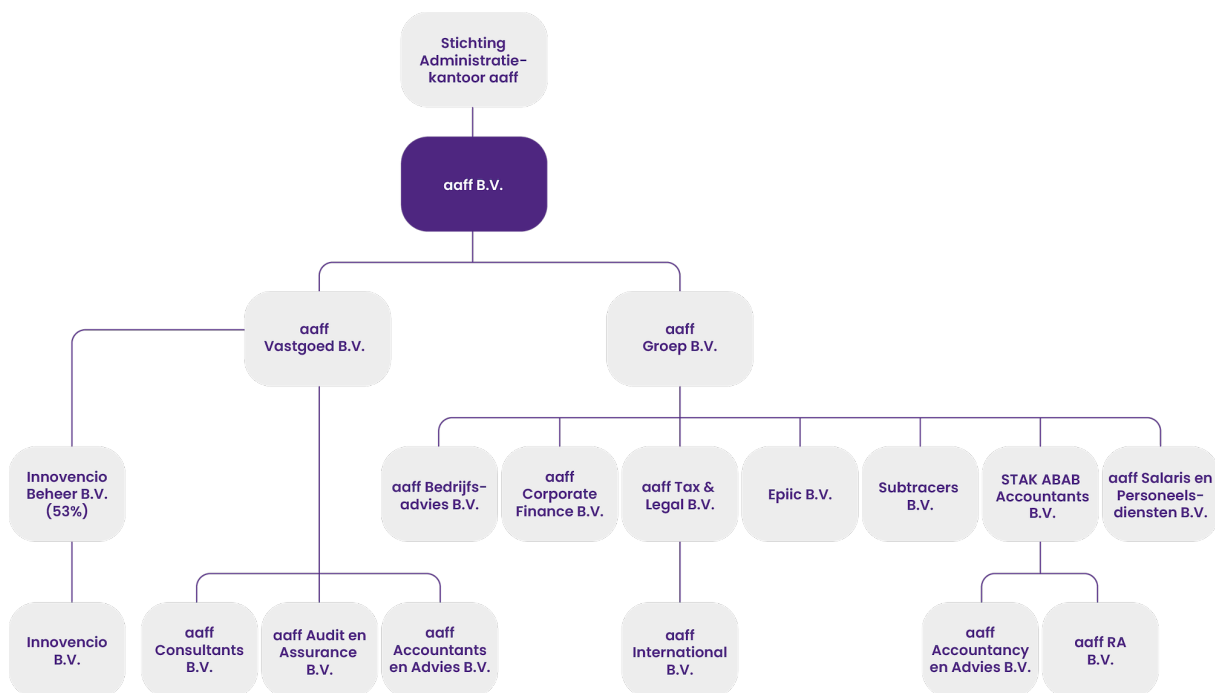 Stichting
Administratie-
kantoor aaff
aaff B.V.
aaff
Vastgoed B.V.
aaff
Groep B.V.
Innovencio
Beheer B.V.
(53%)
aaff Bedrijfs-
advies B.V.
aaff
Corporate
Finance B.V.
aaff Tax &
Legal B.V.
Epiic B.V.
Subtracers
B.V.
STAK ABAB
Accountants
B.V.
aaff Salaris en
Personeels-
diensten B.V.
Innovencio
B.V.
aaff
Consultants
B.V.
aaff Audit en
Assurance
B.V.
aaff
Accountants
en Advies B.V.
aaff
International
B.V.
aaff
Accountancy
en Advies B.V.
aaff RA
B.V.